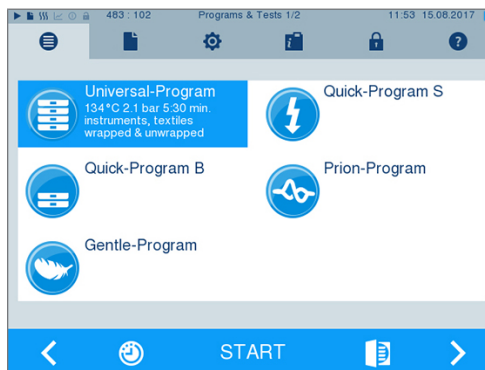 483 : 102 Programs & Tests 1/2 11:53 15.08.2017
Universal-Program
134°C 2.1 bar 5:30 min.
instruments, textiles
wrapped & unwrapped
Quick-Program S
Quick-Program B
Prion-Program
Gentle-Program
START